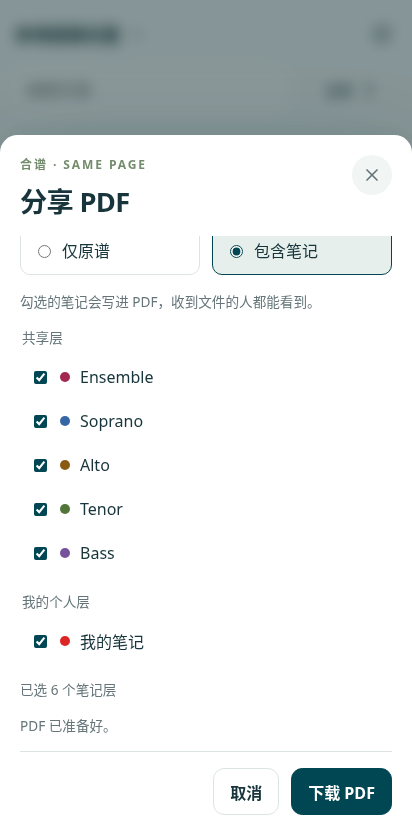 合谱 · SAME PAGE
分享 PDF
仅原谱
包含笔记
勾选的笔记会写进 PDF，收到文件的人都能看到。
共享层
Ensemble
Soprano
Alto
Tenor
Bass
我的个人层
我的笔记
已选 6 个笔记层
PDF 已准备好。
取消
下载 PDF